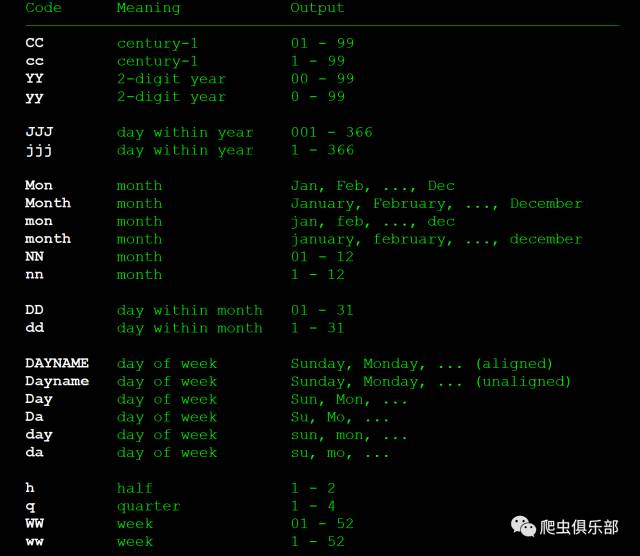 Code Meaning Output
CC century-1 01 - 99
cc century-1 1 - 99
YY 2-digit year 00 - 99
yy 2-digit year 0 - 99
JJJ day within year 001 - 366
jjj day within year 1 - 366
Mon month Jan, Feb, ..., Dec
Month month January, February, ..., December
mon month jan, feb, ..., dec
month month january, february, ..., december
NN month 01 - 12
nn month 1 - 12
DD day within month 01 - 31
dd day within month 1 - 31
DAYNAME day of week Sunday, Monday, ... (aligned)
Dayname day of week Sunday, Monday, ... (unaligned)
Day day of week Sun, Mon, ...
Da day of week Su, Mo, ...
day day of week sun, mon, ...
da day of week su, mo, ...
h half 1 - 2
q quarter 1 - 4
WW week 01 - 52
ww week 1 - 52
爬虫俱乐部